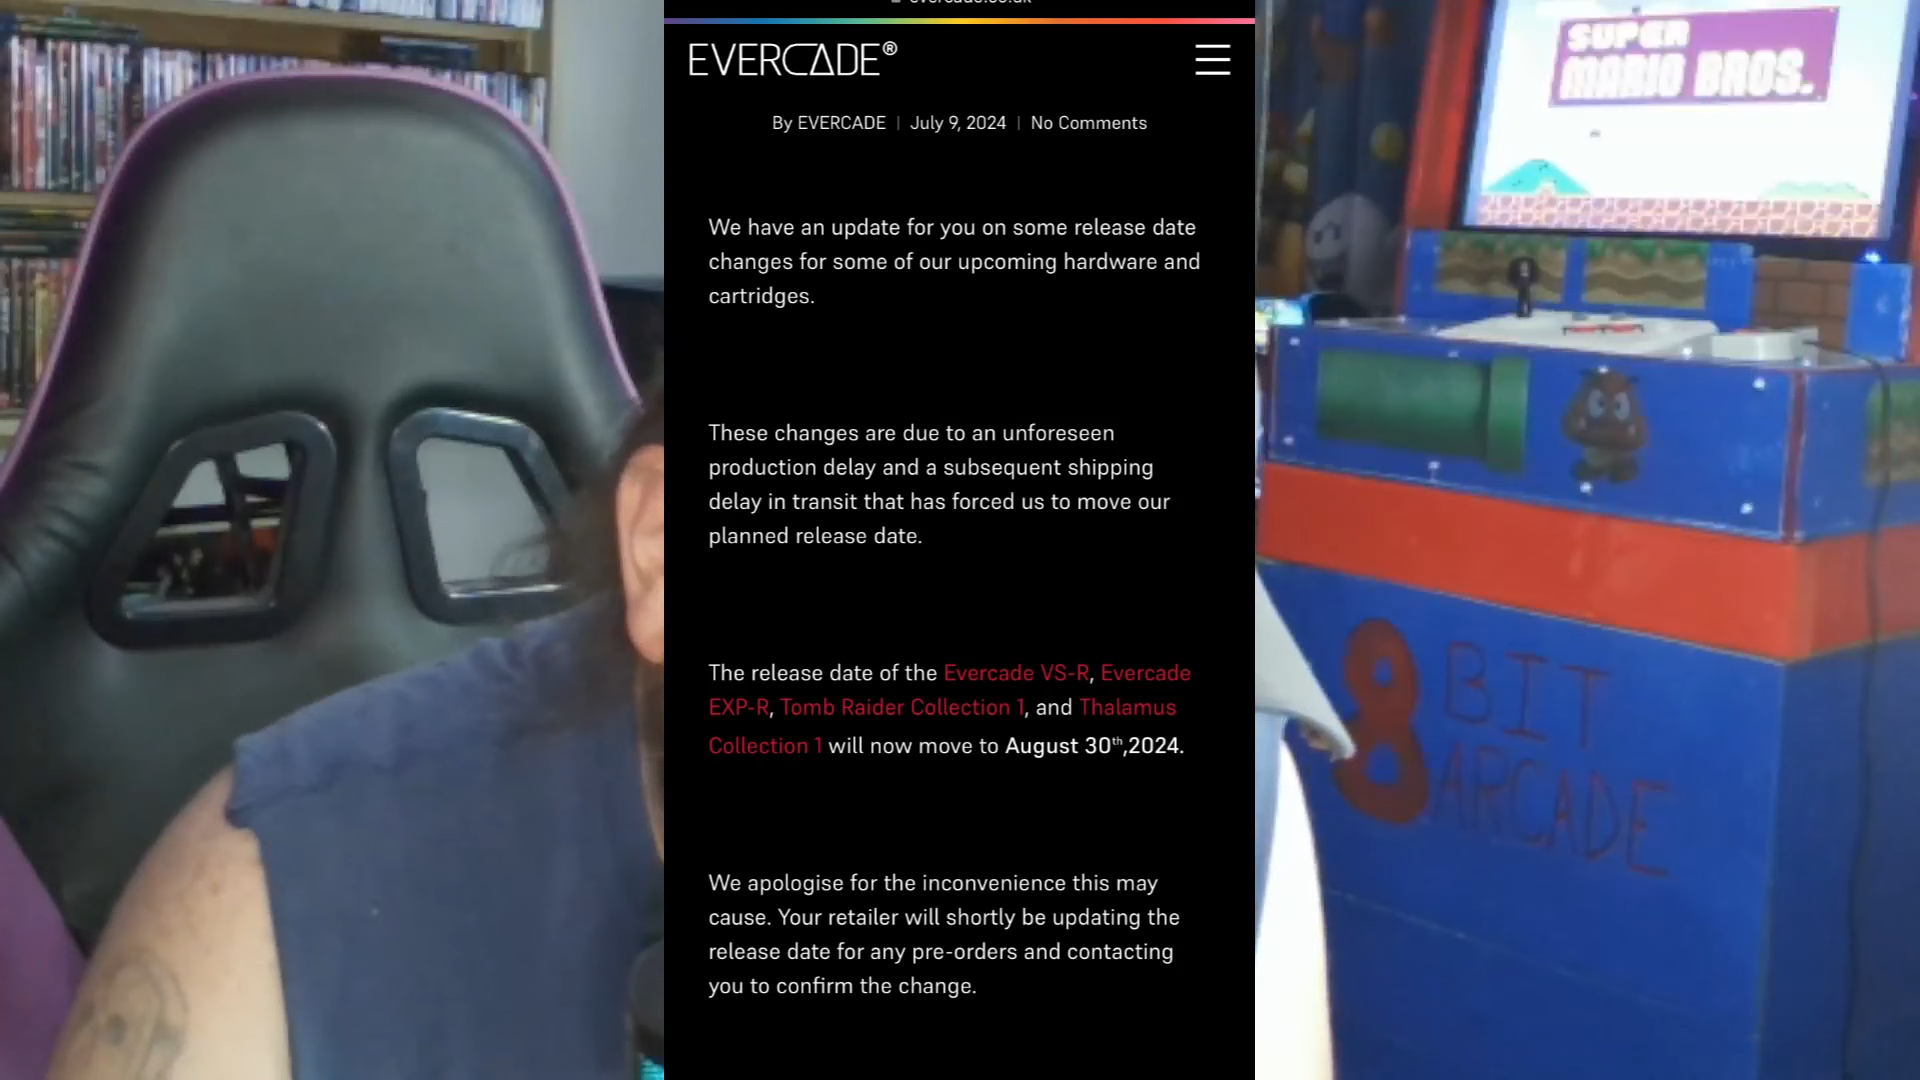 evercade.co.uk
EVERCADE®
By EVERCADE | July 9, 2024 | No Comments
We have an update for you on some release date
changes for some of our upcoming hardware and
cartridges.
These changes are due to an unforeseen
production delay and a subsequent shipping
delay in transit that has forced us to move our
planned release date.
The release date of the Evercade VS-R, Evercade
EXP-R, Tomb Raider Collection 1, and Thalamus
Collection 1 will now move to August 30th,2024.
We apologise for the inconvenience this may
cause. Your retailer will shortly be updating the
release date for any pre-orders and contacting
you to confirm the change.
SUPER
MARIO BROS.
8 BIT
ARCADE